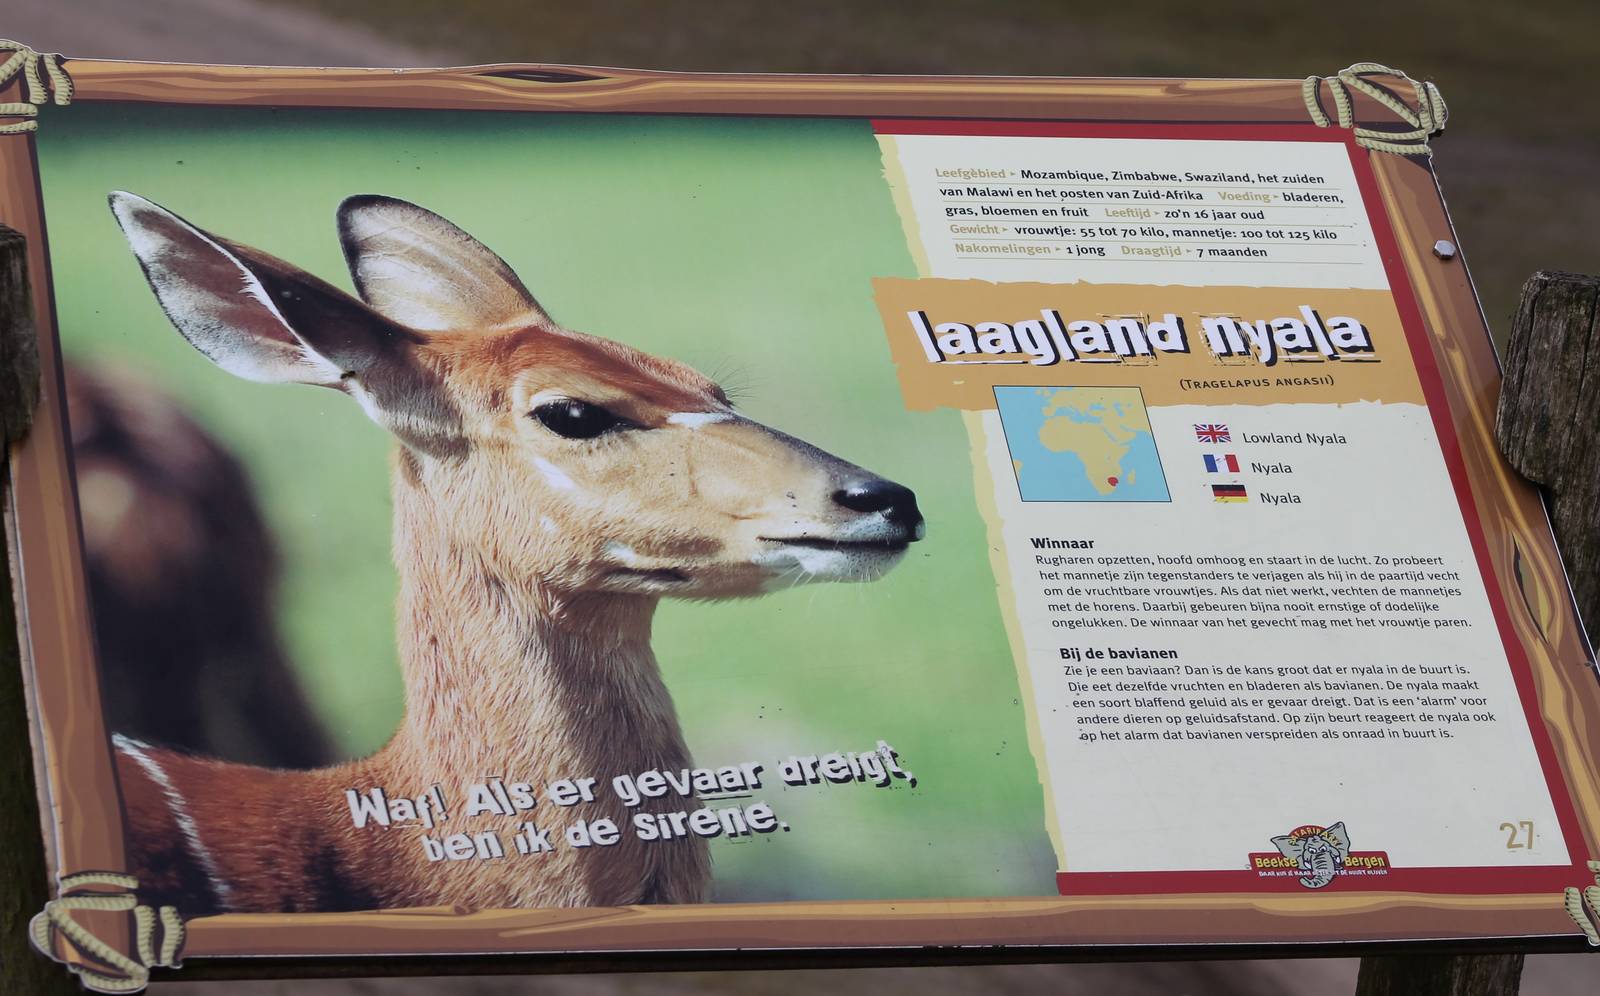 Leefgebied ▸ Mozambique, Zimbabwe, Swaziland, het zuiden
van Malawi en het oosten van Zuid-Afrika Voeding ▸ bladeren,
gras, bloemen en fruit Leeftijd ▸ zo'n 16 jaar oud
Gewicht ▸ vrouwtje: 55 tot 70 kilo, mannetje: 100 tot 125 kilo
Nakomelingen ▸ 1 jong Draagtijd ▸ 7 maanden
laagland nyala
(TRAGELAPUS ANGASII)
Lowland Nyala
Nyala
Nyala
Winnaar
Rugharen opzetten, hoofd omhoog en staart in de lucht. Zo probeert
het mannetje zijn tegenstanders te verjagen als hij in de paartijd vecht
om de vruchtbare vrouwtjes. Als dat niet werkt, vechten de mannetjes
met de horens. Daarbij gebeuren bijna nooit ernstige of dodelijke
ongelukken. De winnaar van het gevecht mag met het vrouwtje paren.
Bij de bavianen
Zie je een baviaan? Dan is de kans groot dat er nyala in de buurt is.
Die eet dezelfde vruchten en bladeren als bavianen. De nyala maakt
een soort blaffend geluid als er gevaar dreigt. Dat is een 'alarm' voor
andere dieren op geluidsafstand. Op zijn beurt reageert de nyala ook
op het alarm dat bavianen verspreiden als onraad in buurt is.
Waf! Als er gevaar dreigt,
ben ik de sirene.
SAFARIPARK
Beekse Bergen
27